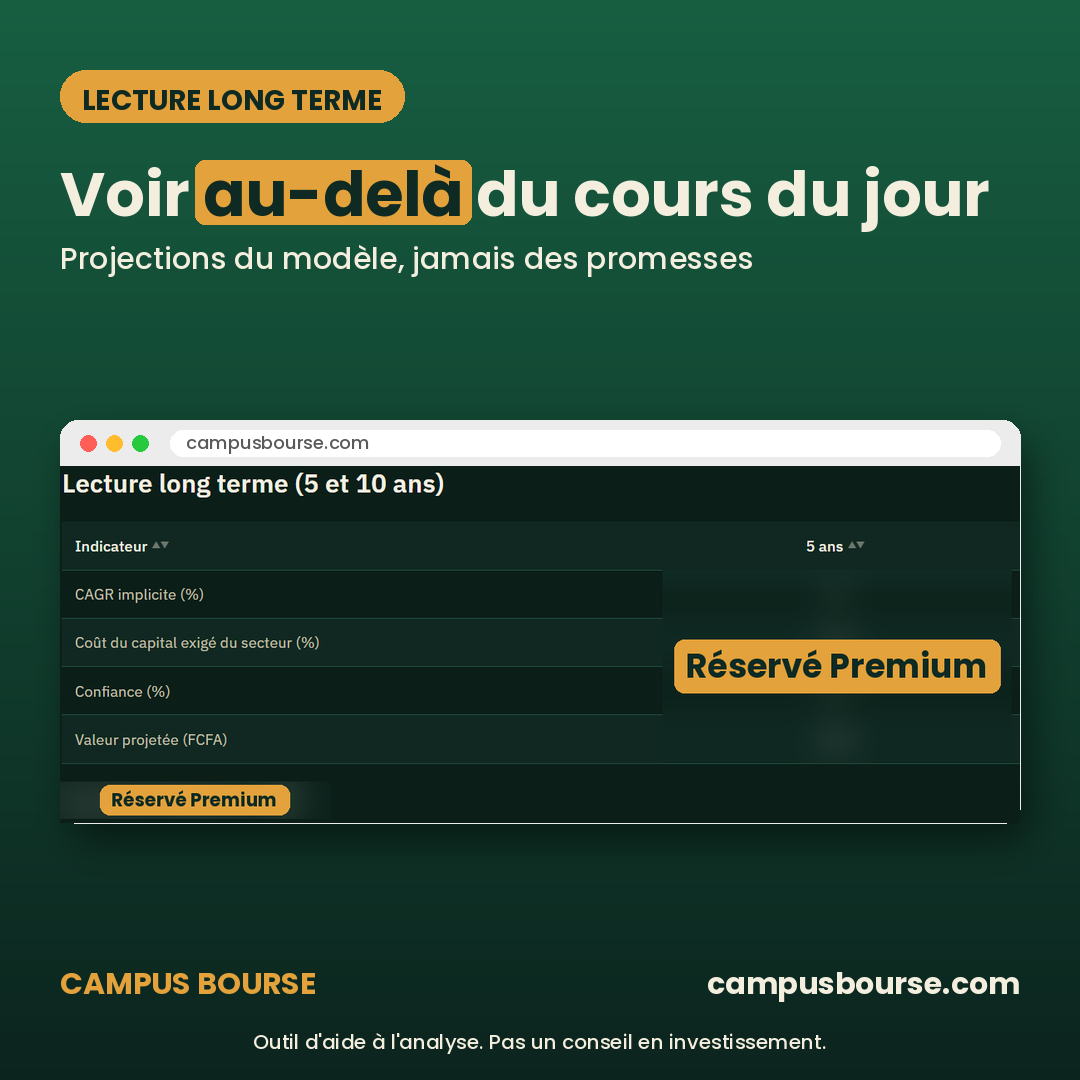 LECTURE LONG TERME
Voir au-delà du cours du jour
Projections du modèle, jamais des promesses
campusbourse.com
Lecture long terme (5 et 10 ans)
Indicateur ▲▼ 5 ans ▲▼
CAGR implicite (%)
Coût du capital exigé du secteur (%)
Réservé Premium
Confiance (%)
Valeur projetée (FCFA)
Réservé Premium
CAMPUS BOURSE campusbourse.com
Outil d'aide à l'analyse. Pas un conseil en investissement.